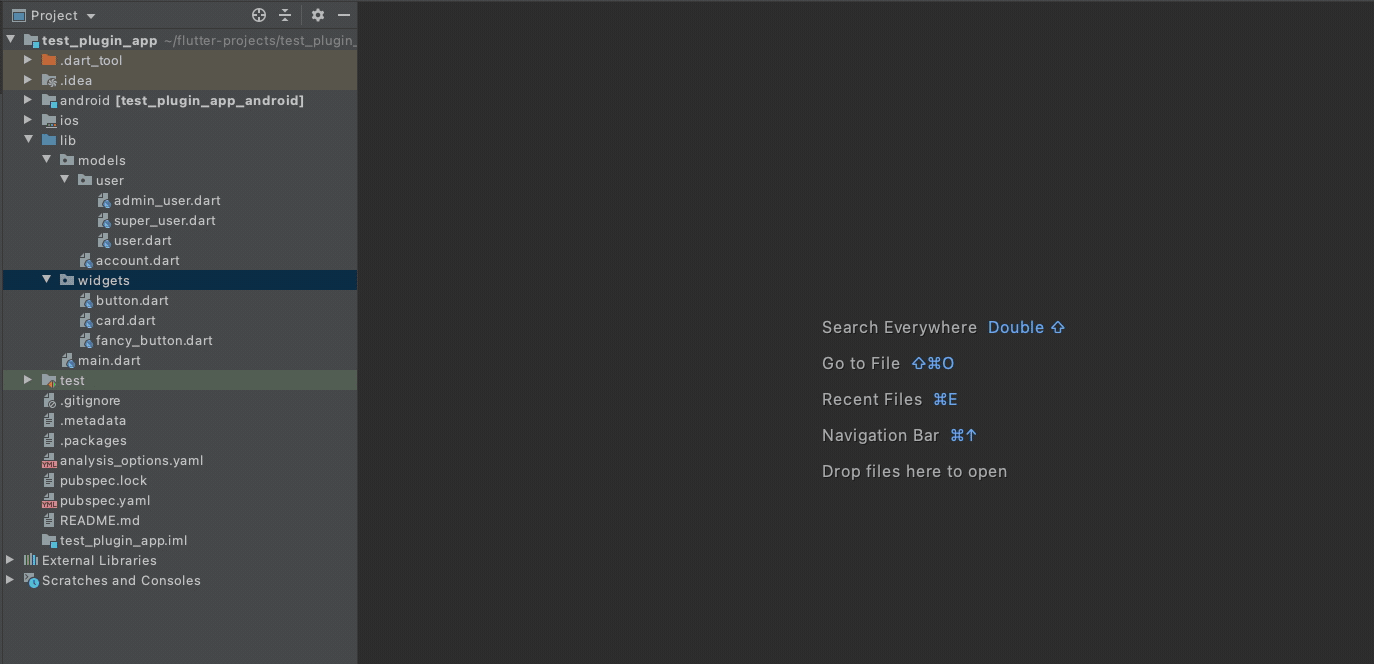 Project
test_plugin_app ~/flutter-projects/test_plugin_
.dart_tool
.idea
android [test_plugin_app_android]
ios
lib
models
user
admin_user.dart
super_user.dart
user.dart
account.dart
widgets
button.dart
card.dart
fancy_button.dart
main.dart
test
.gitignore
.metadata
.packages
analysis_options.yaml
pubspec.lock
pubspec.yaml
README.md
test_plugin_app.iml
External Libraries
Scratches and Consoles
Search Everywhere Double ⇧
Go to File ⇧⌘O
Recent Files ⌘E
Navigation Bar ⌘↑
Drop files here to open